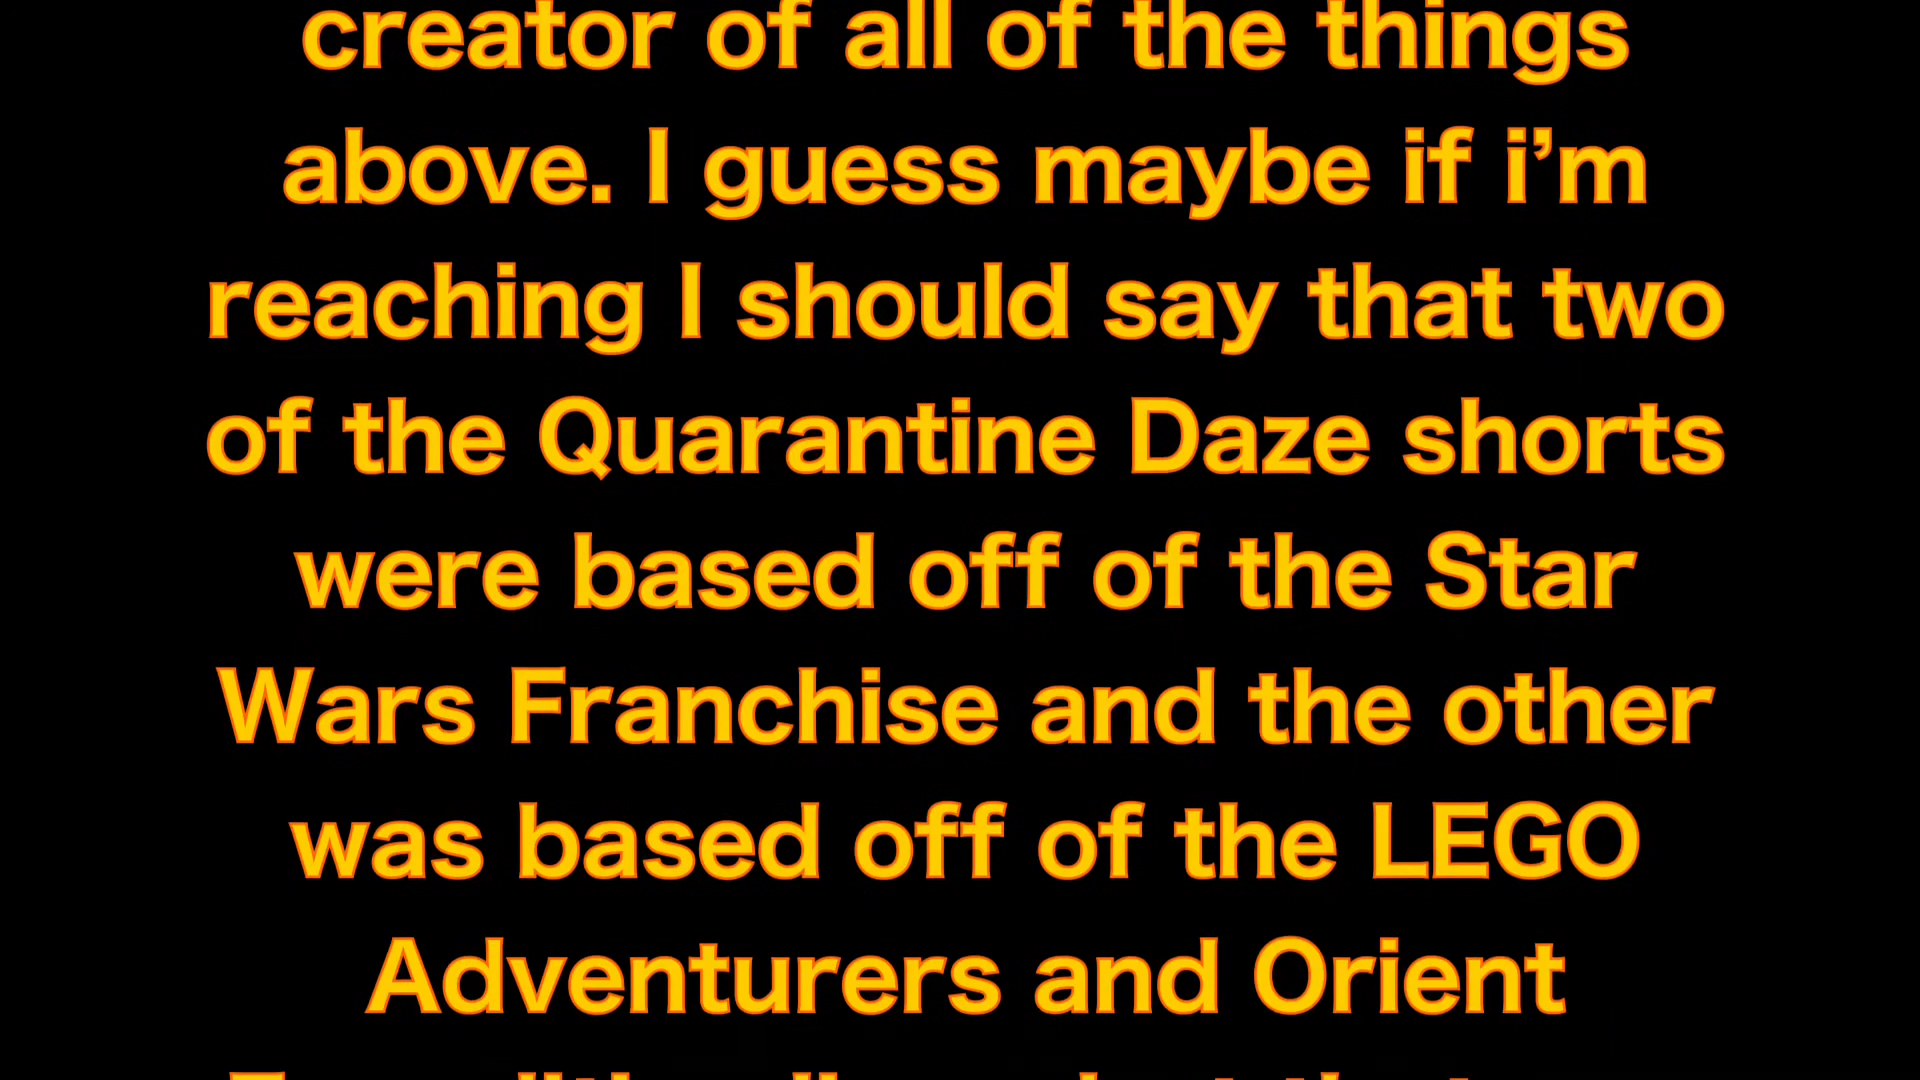 creator of all of the things
above. I guess maybe if i’m
reaching I should say that two
of the Quarantine Daze shorts
were based off of the Star
Wars Franchise and the other
was based off of the LEGO
Adventurers and Orient